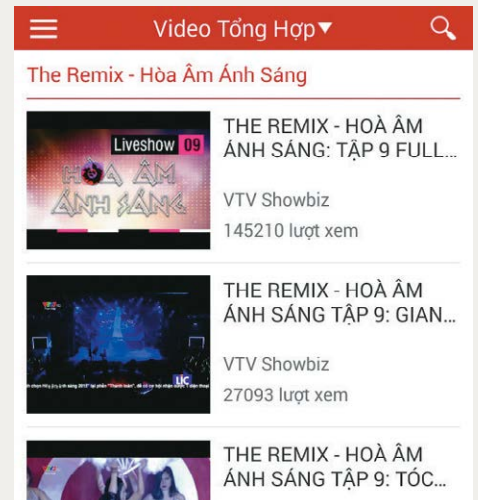 Video Tổng Hợp▼
The Remix - Hòa Âm Ánh Sáng
Liveshow 09
HÒA ÂM
ÁNH SÁNG
THE REMIX - HOÀ ÂM
ÁNH SÁNG: TẬP 9 FULL...
VTV Showbiz
145210 lượt xem
THE REMIX - HOÀ ÂM
ÁNH SÁNG TẬP 9: GIAN...
VTV Showbiz
27093 lượt xem
THE REMIX - HOÀ ÂM
ÁNH SÁNG TẬP 9: TÓC...